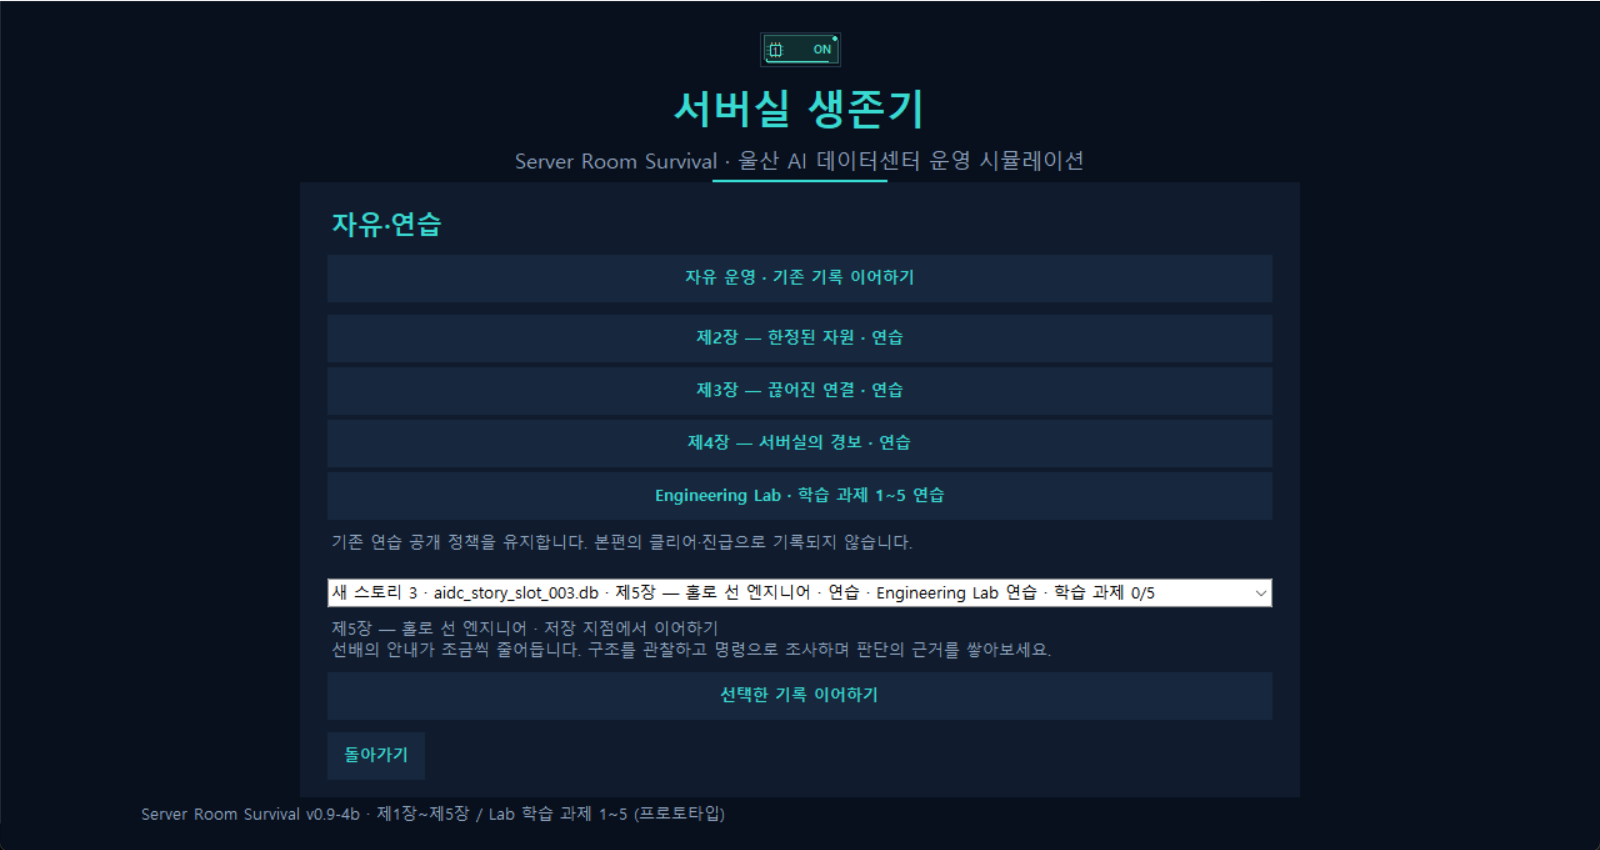 1 ON
서버실 생존기
Server Room Survival · 울산 AI 데이터센터 운영 시뮬레이션
자유·연습
자유 운영 · 기존 기록 이어하기
제2장 — 한정된 자원 · 연습
제3장 — 끊어진 연결 · 연습
제4장 — 서버실의 경보 · 연습
Engineering Lab · 학습 과제 1~5 연습
기존 연습 공개 정책을 유지합니다. 본편의 클리어·진급으로 기록되지 않습니다.
새 스토리 3 · aidc_story_slot_003.db · 제5장 — 홀로 선 엔지니어 · 연습 · Engineering Lab 연습 · 학습 과제 0/5
제5장 — 홀로 선 엔지니어 · 저장 지점에서 이어하기
선배의 안내가 조금씩 줄어듭니다. 구조를 관찰하고 명령으로 조사하며 판단의 근거를 쌓아보세요.
선택한 기록 이어하기
돌아가기
Server Room Survival v0.9-4b · 제1장~제5장 / Lab 학습 과제 1~5 (프로토타입)